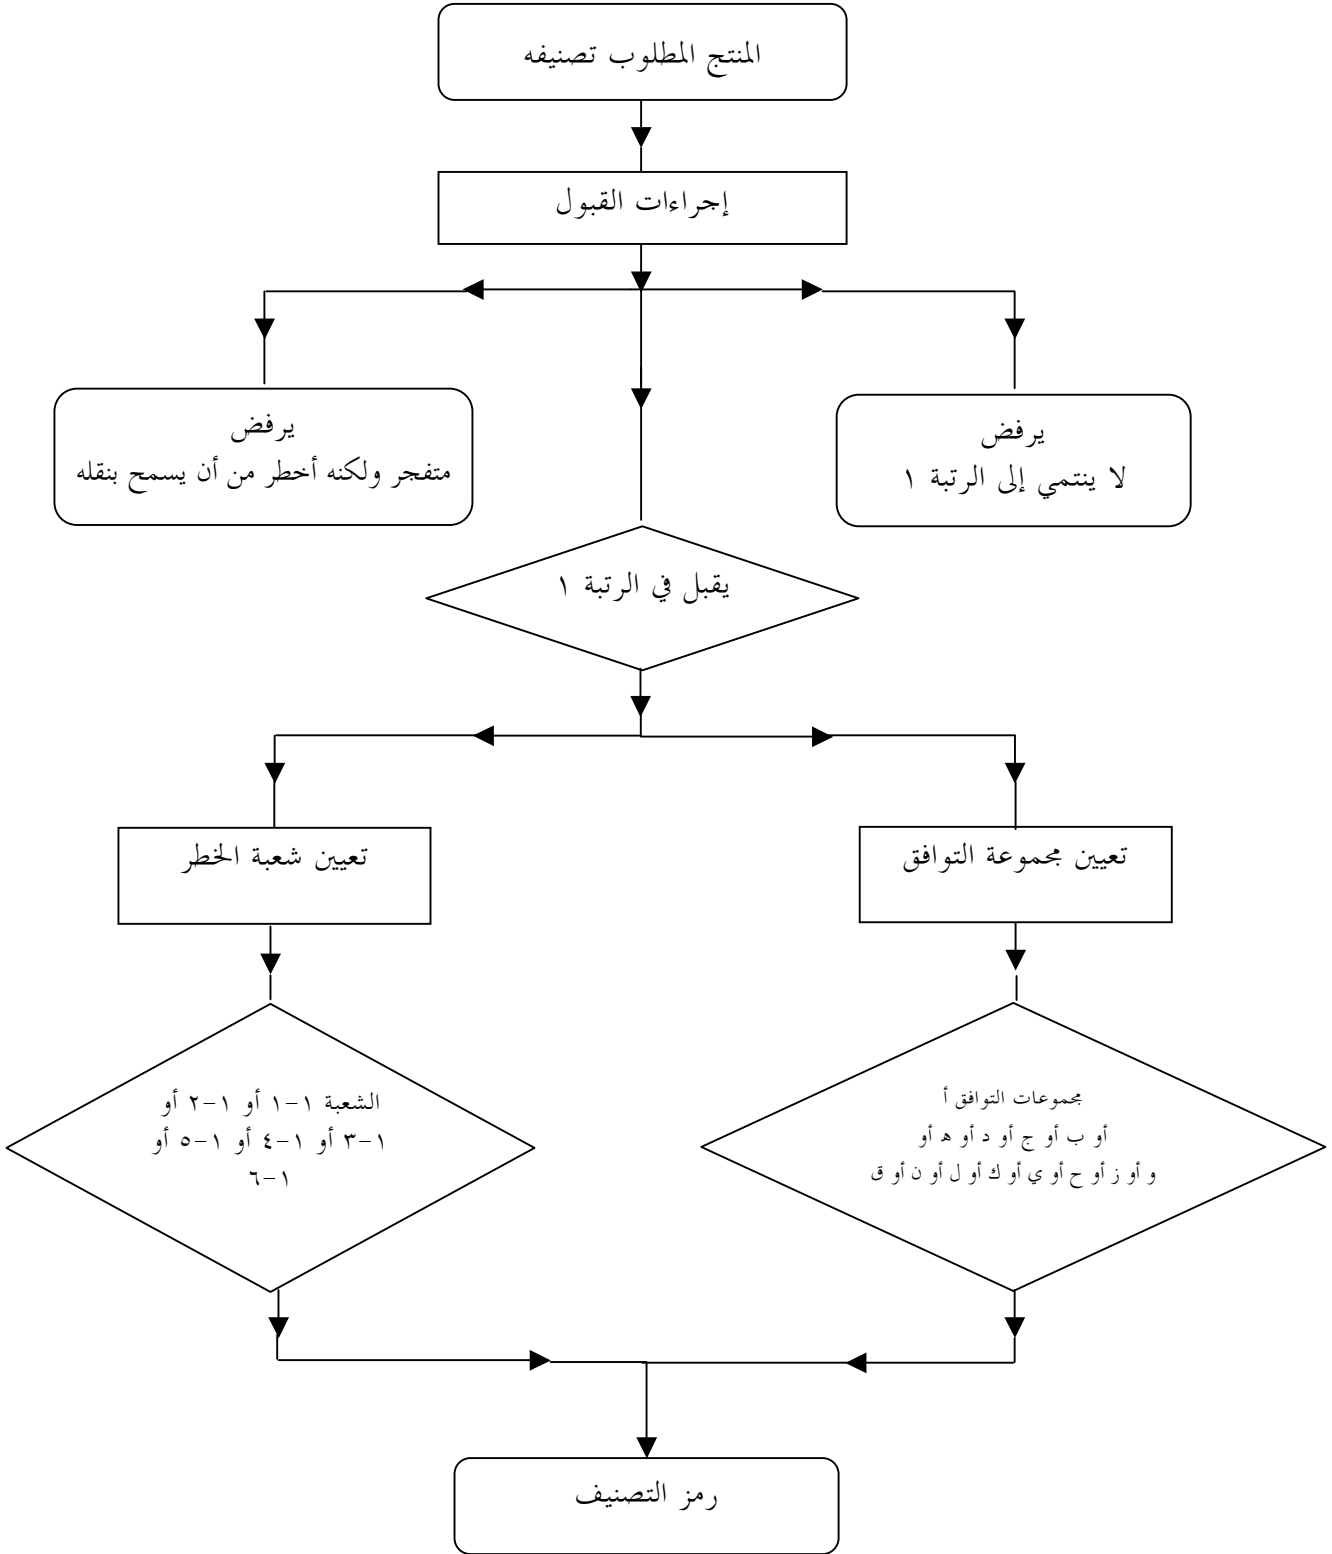 المنتج المطلوب تصنيفه
إجراءات القبول
يرفض
لا ينتمي إلى الرتبة ١
يرفض
متفجر ولكنه أخطر من أن يسمح بنقله
يقبل في الرتبة ١
تعيين مجموعة التوافق
تعيين شعبة الخطر
مجموعات التوافق أ
أو ب أو ج أو د أو ه أو
و أو ز أو ح أو ي أو ك أو ل أو ن أو ق
الشعبة ١-١ أو ١-٢ أو
١-٣ أو ١-٤ أو ١-٥ أو
١-٦
رمز التصنيف